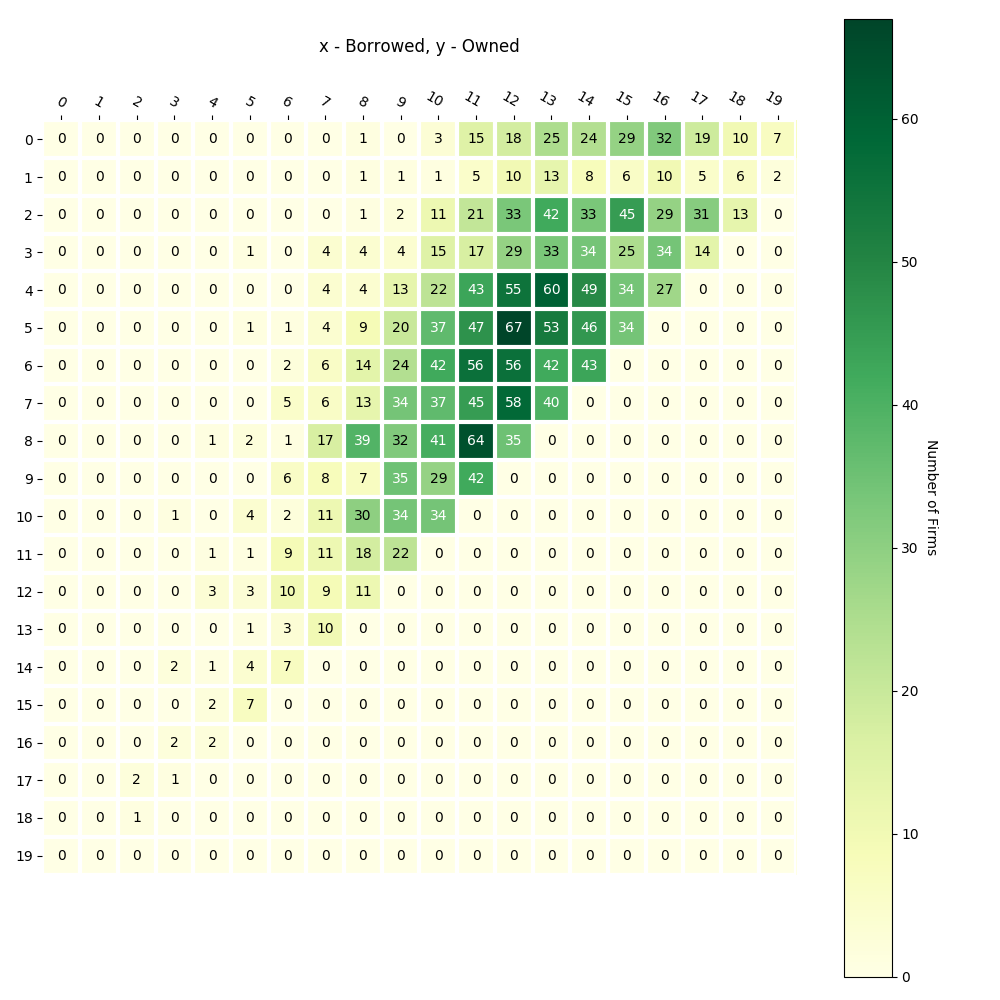 x - Borrowed, y - Owned
0 1 2 3 4 5 6 7 8 9 10 11 12 13 14 15 16 17 18 19
0 0 0 0 0 0 0 0 0 1 0 3 15 18 25 24 29 32 19 10 7
1 0 0 0 0 0 0 0 0 1 1 1 5 10 13 8 6 10 5 6 2
2 0 0 0 0 0 0 0 0 1 2 11 21 33 42 33 45 29 31 13 0
3 0 0 0 0 0 1 0 4 4 4 15 17 29 33 34 25 34 14 0 0
4 0 0 0 0 0 0 0 4 4 13 22 43 55 60 49 34 27 0 0 0
5 0 0 0 0 0 1 1 4 9 20 37 47 67 53 46 34 0 0 0 0
6 0 0 0 0 0 0 2 6 14 24 42 56 56 42 43 0 0 0 0 0
7 0 0 0 0 0 0 5 6 13 34 37 45 58 40 0 0 0 0 0 0
8 0 0 0 0 1 2 1 17 39 32 41 64 35 0 0 0 0 0 0 0
9 0 0 0 0 0 0 6 8 7 35 29 42 0 0 0 0 0 0 0 0
10 0 0 0 1 0 4 2 11 30 34 34 0 0 0 0 0 0 0 0 0
11 0 0 0 0 1 1 9 11 18 22 0 0 0 0 0 0 0 0 0 0
12 0 0 0 0 3 3 10 9 11 0 0 0 0 0 0 0 0 0 0 0
13 0 0 0 0 0 1 3 10 0 0 0 0 0 0 0 0 0 0 0 0
14 0 0 0 2 1 4 7 0 0 0 0 0 0 0 0 0 0 0 0 0
15 0 0 0 0 2 7 0 0 0 0 0 0 0 0 0 0 0 0 0 0
16 0 0 0 2 2 0 0 0 0 0 0 0 0 0 0 0 0 0 0 0
17 0 0 2 1 0 0 0 0 0 0 0 0 0 0 0 0 0 0 0 0
18 0 0 1 0 0 0 0 0 0 0 0 0 0 0 0 0 0 0 0 0
19 0 0 0 0 0 0 0 0 0 0 0 0 0 0 0 0 0 0 0 0
60
50
40
30
20
10
0
Number of Firms